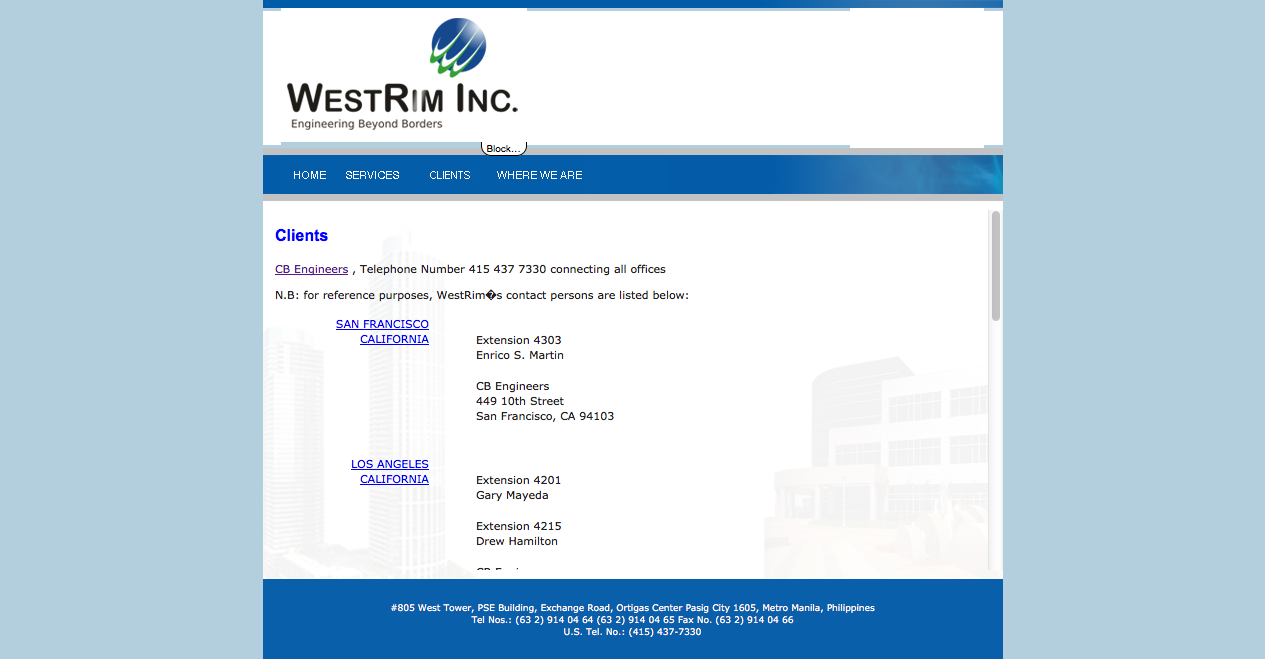 WESTRIM INC.
Engineering Beyond Borders
Block...
HOME SERVICES CLIENTS WHERE WE ARE
Clients
CB Engineers , Telephone Number 415 437 7330 connecting all offices
N.B: for reference purposes, WestRim�s contact persons are listed below:
SAN FRANCISCO
CALIFORNIA
Extension 4303
Enrico S. Martin
CB Engineers
449 10th Street
San Francisco, CA 94103
LOS ANGELES
CALIFORNIA
Extension 4201
Gary Mayeda
Extension 4215
Drew Hamilton
#805 West Tower, PSE Building, Exchange Road, Ortigas Center Pasig City 1605, Metro Manila, Philippines
Tel Nos.: (63 2) 914 04 64 (63 2) 914 04 65 Fax No. (63 2) 914 04 66
U.S. Tel. No.: (415) 437-7330